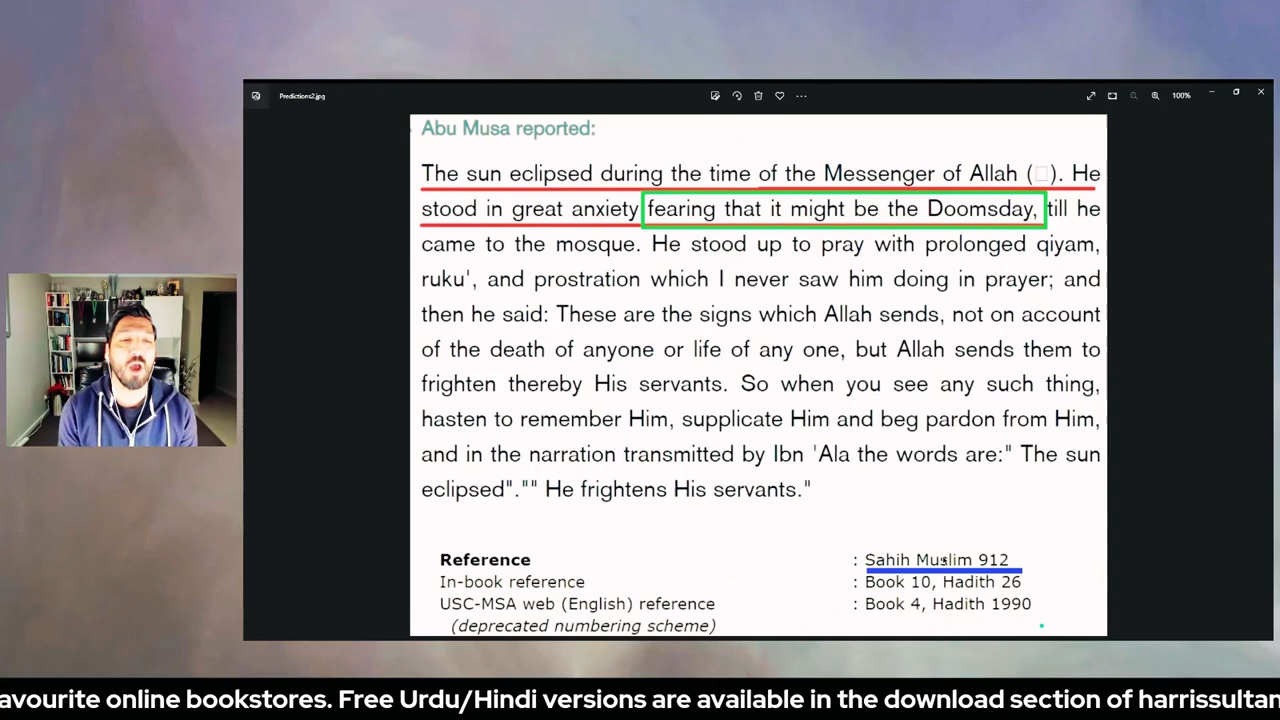 Predictions2.jpg
100%
Abu Musa reported:
The sun eclipsed during the time of the Messenger of Allah (□). He
stood in great anxiety fearing that it might be the Doomsday, till he
came to the mosque. He stood up to pray with prolonged qiyam,
ruku', and prostration which I never saw him doing in prayer; and
then he said: These are the signs which Allah sends, not on account
of the death of anyone or life of any one, but Allah sends them to
frighten thereby His servants. So when you see any such thing,
hasten to remember Him, supplicate Him and beg pardon from Him,
and in the narration transmitted by Ibn 'Ala the words are:" The sun
eclipsed"."" He frightens His servants."
Reference : Sahih Muslim 912
In-book reference : Book 10, Hadith 26
USC-MSA web (English) reference : Book 4, Hadith 1990
(deprecated numbering scheme)
avourite online bookstores. Free Urdu/Hindi versions are available in the download section of harrissultan